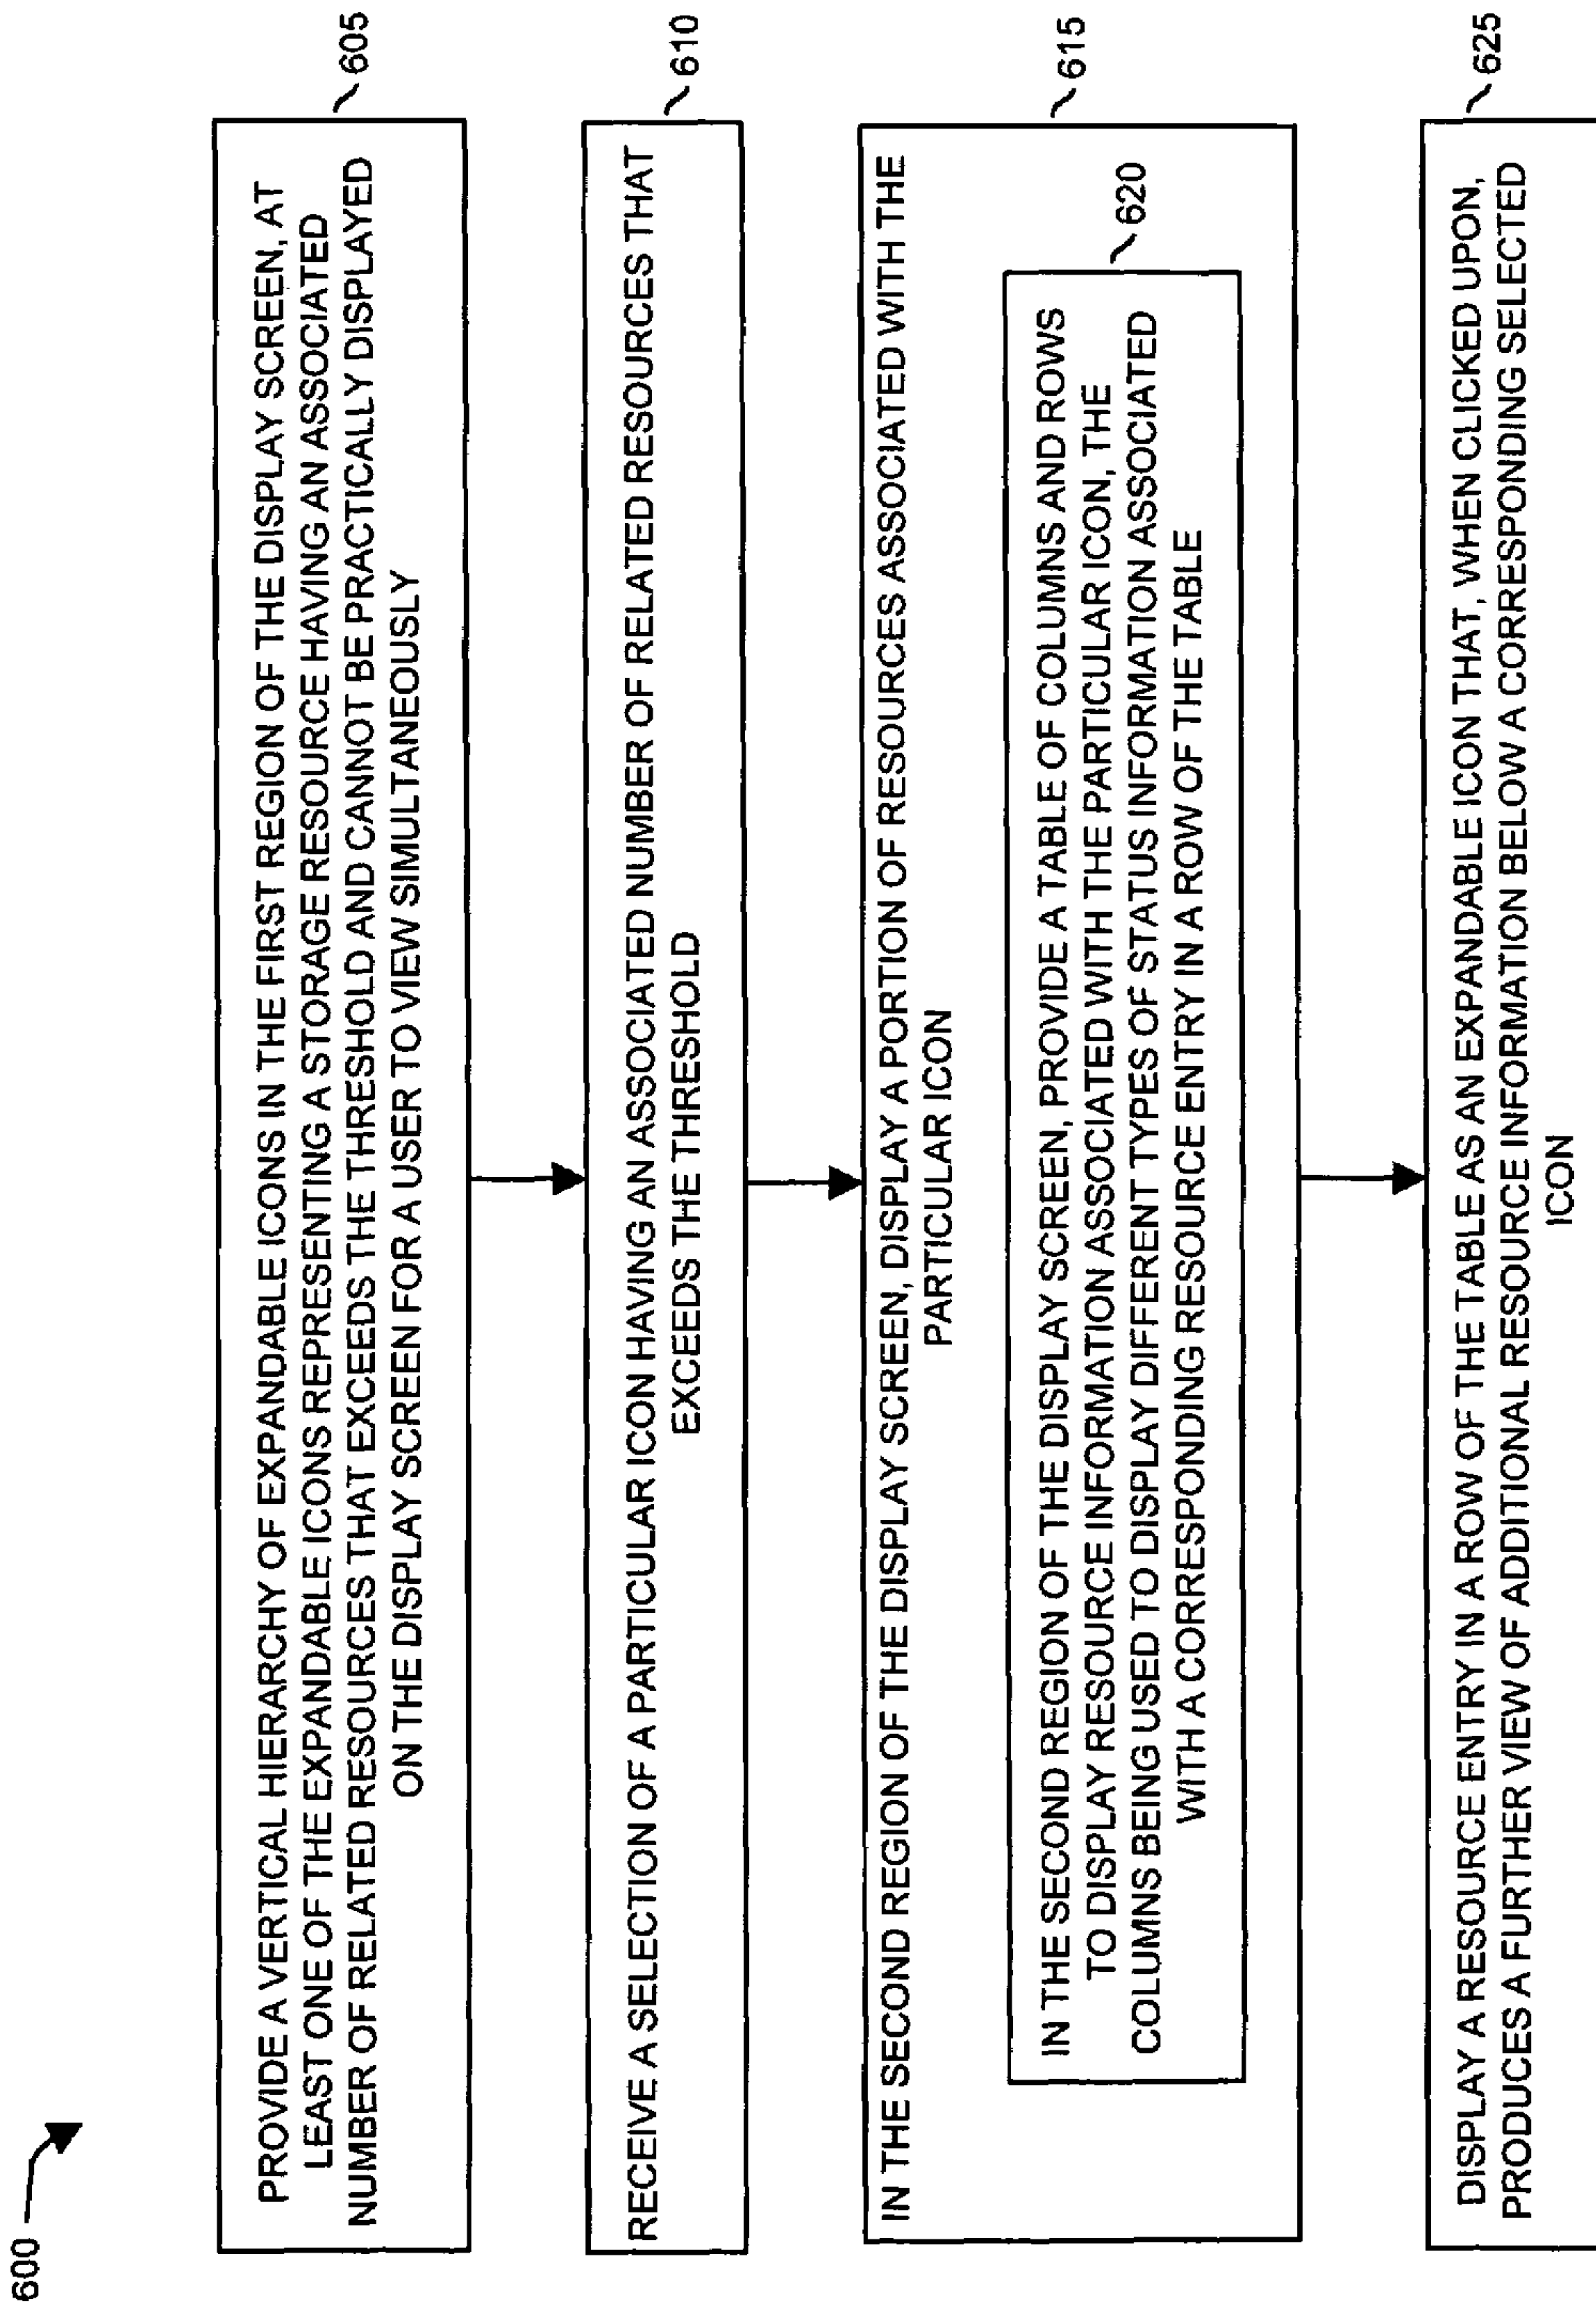 600
PROVIDE A VERTICAL HIERARCHY OF EXPANDABLE ICONS IN THE FIRST REGION OF THE DISPLAY SCREEN, AT
LEAST ONE OF THE EXPANDABLE ICONS REPRESENTING A STORAGE RESOURCE HAVING AN ASSOCIATED
NUMBER OF RELATED RESOURCES THAT EXCEEDS THE THRESHOLD AND CANNOT BE PRACTICALLY DISPLAYED
ON THE DISPLAY SCREEN FOR A USER TO VIEW SIMULTANEOUSLY
605
RECEIVE A SELECTION OF A PARTICULAR ICON HAVING AN ASSOCIATED NUMBER OF RELATED RESOURCES THAT
EXCEEDS THE THRESHOLD
610
IN THE SECOND REGION OF THE DISPLAY SCREEN, DISPLAY A PORTION OF RESOURCES ASSOCIATED WITH THE
PARTICULAR ICON
615
IN THE SECOND REGION OF THE DISPLAY SCREEN, PROVIDE A TABLE OF COLUMNS AND ROWS
TO DISPLAY RESOURCE INFORMATION ASSOCIATED WITH THE PARTICULAR ICON, THE
COLUMNS BEING USED TO DISPLAY DIFFERENT TYPES OF STATUS INFORMATION ASSOCIATED
WITH A CORRESPONDING RESOURCE ENTRY IN A ROW OF THE TABLE
620
DISPLAY A RESOURCE ENTRY IN A ROW OF THE TABLE AS AN EXPANDABLE ICON THAT, WHEN CLICKED UPON,
PRODUCES A FURTHER VIEW OF ADDITIONAL RESOURCE INFORMATION BELOW A CORRESPONDING SELECTED
ICON
625